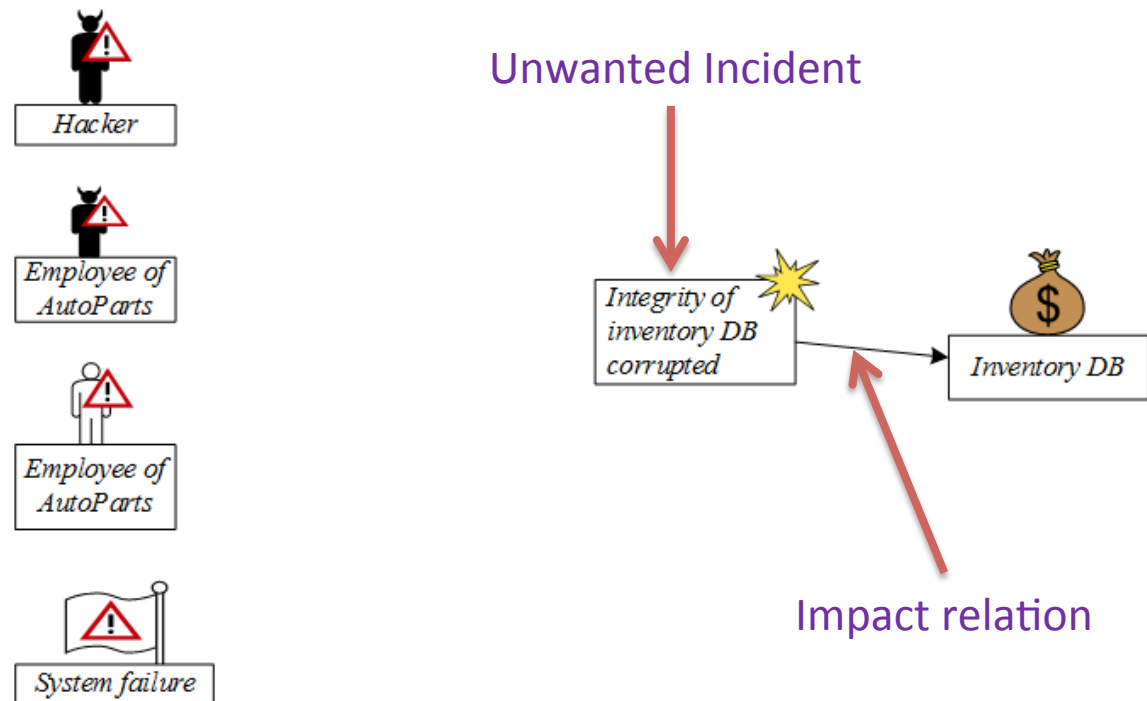 Hacker
Employee of
AutoParts
Employee of
AutoParts
System failure
Unwanted Incident
Integrity of
inventory DB
corrupted
$
Inventory DB
Impact relation